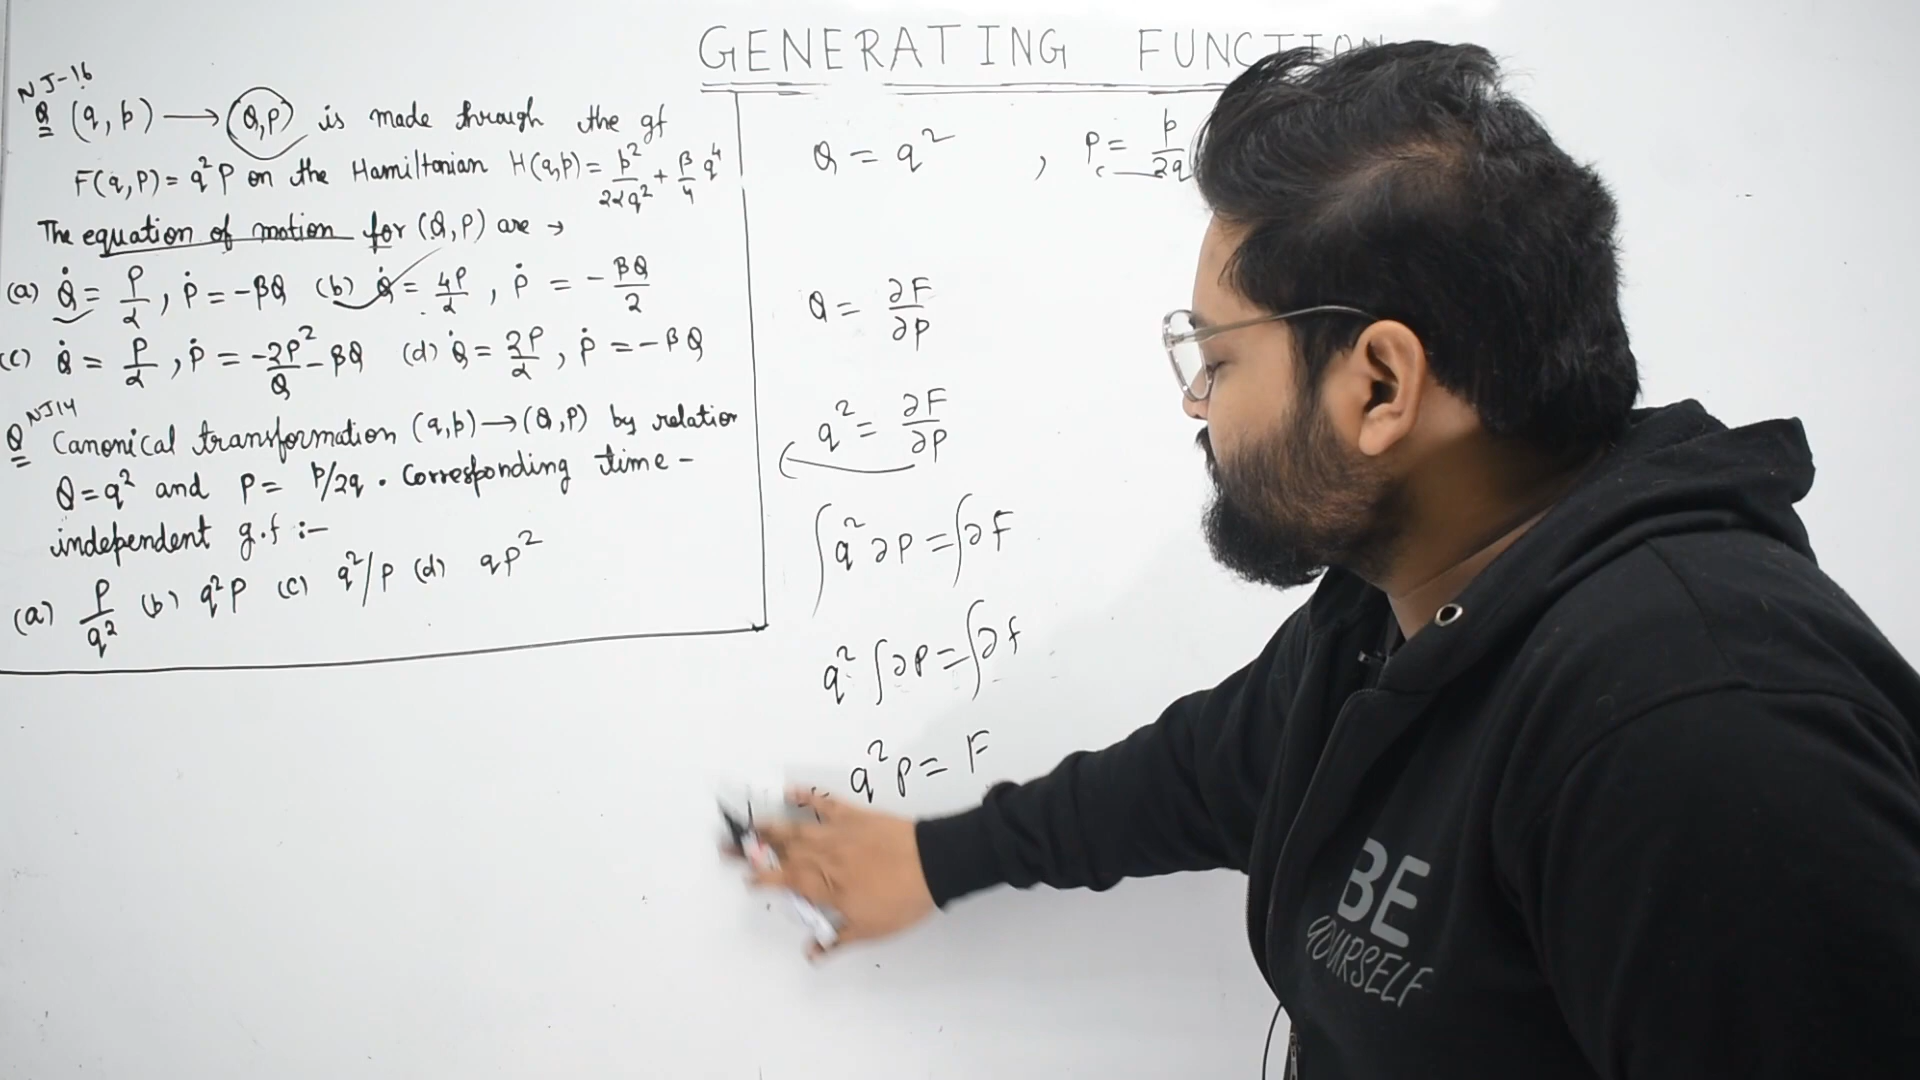 GENERATING FUNCTION
NJ-16
Q (q, p) → (Q, P) is made through the gf
F(q, P) = q²P on the Hamiltonian H(q, p) = p²/2αq² + β/4 q⁴
The equation of motion for (Q, P) are →
(a) Q̇ = P/α, Ṗ = -βQ (b) Q̇ = 4P/α, Ṗ = -βQ/2
(c) Q̇ = P/α, Ṗ = -2P²/Q - βQ (d) Q̇ = 2P/α, Ṗ = -βQ
NJ14
Q Canonical transformation (q, p) → (Q, P) by relation
Q = q² and P = p/2q . Corresponding time-
independent g.f :-
(a) P/q² (b) q²P (c) q²/P (d) qP²
Q = q² , P = p/2q
Q = ∂F/∂P
q² = ∂F/∂P
∫q²∂P = ∫∂F
q²∫∂P = ∫∂f
q²P = F
BE
YOURSELF